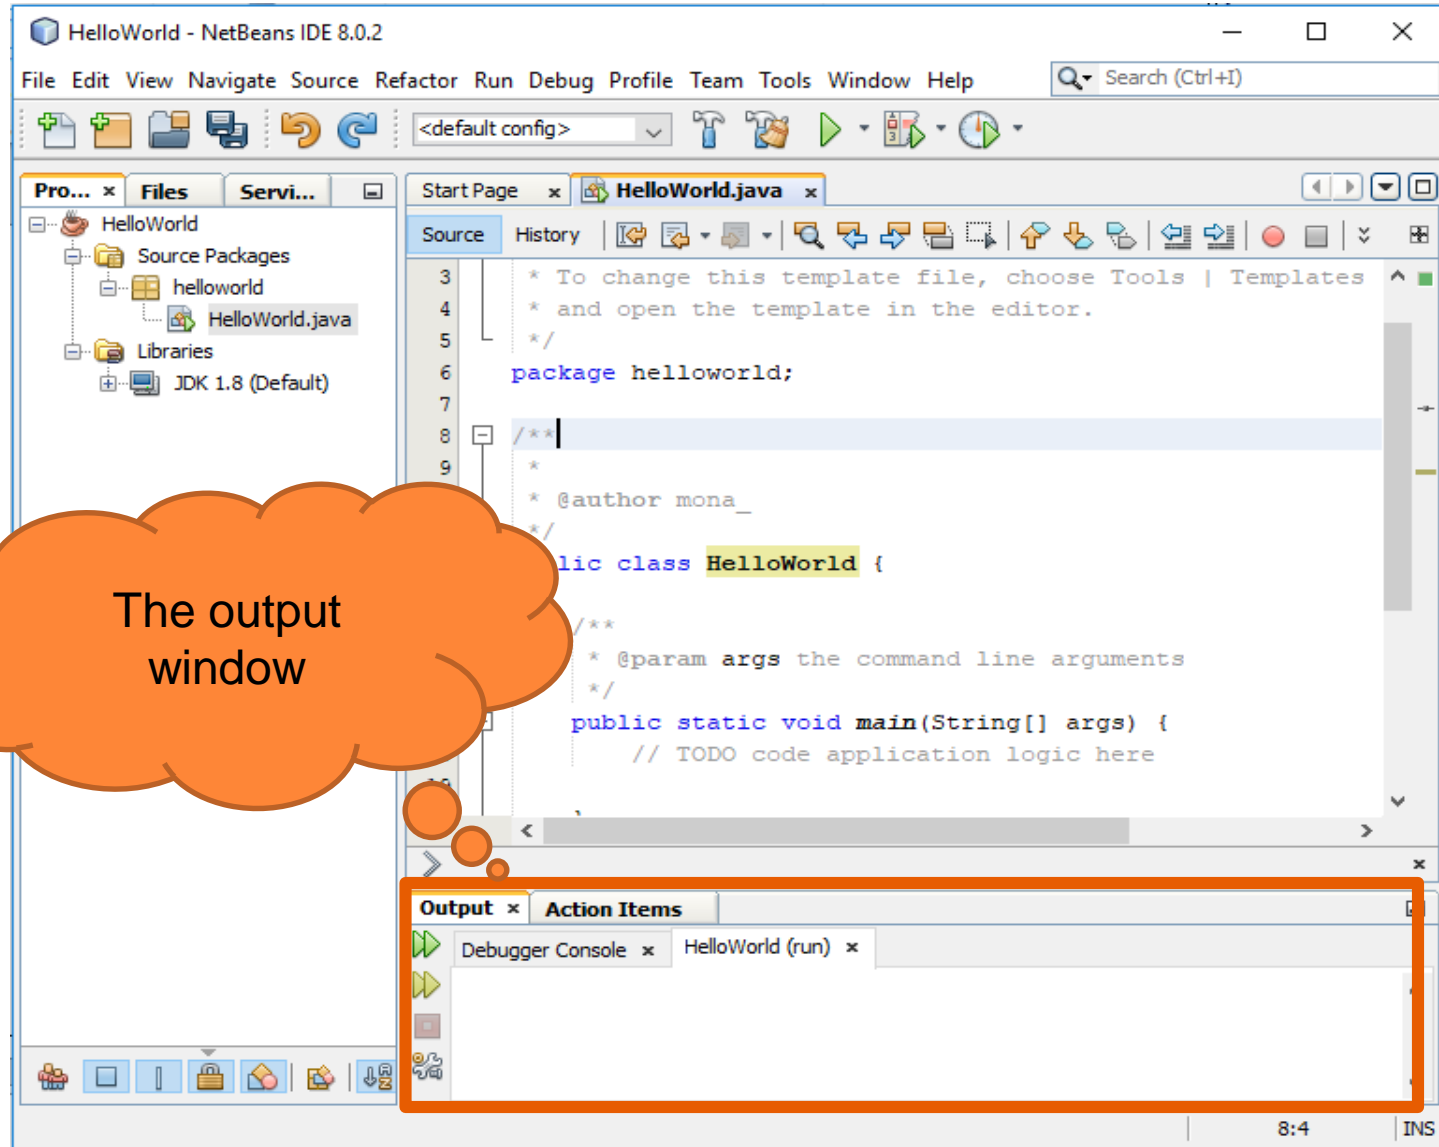 HelloWorld - NetBeans IDE 8.0.2
File Edit View Navigate Source Refactor Run Debug Profile Team Tools Window Help
Search (Ctrl+I)
<default config>
Pro... Files Servi...
HelloWorld
Source Packages
helloworld
HelloWorld.java
Libraries
JDK 1.8 (Default)
Start Page HelloWorld.java
Source History
3 * To change this template file, choose Tools | Templates
4 * and open the template in the editor.
5 */
6 package helloworld;
7
8 /**
9 *
* @author mona_
*/
lic class HelloWorld {
/**
* @param args the command line arguments
*/
public static void main(String[] args) {
// TODO code application logic here
The output
window
Output Action Items
Debugger Console HelloWorld (run)
8:4 INS